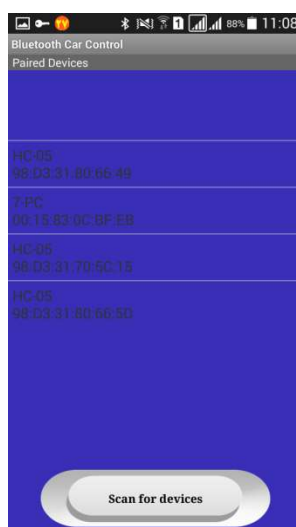 88% 11:08
Bluetooth Car Control
Paired Devices
HC-05
98:D3:31:80:66:49
7-PC
00:15:83:0C:BF:EB
HC-05
98:D3:31:70:5C:15
HC-05
98:D3:31:80:66:5D
Scan for devices